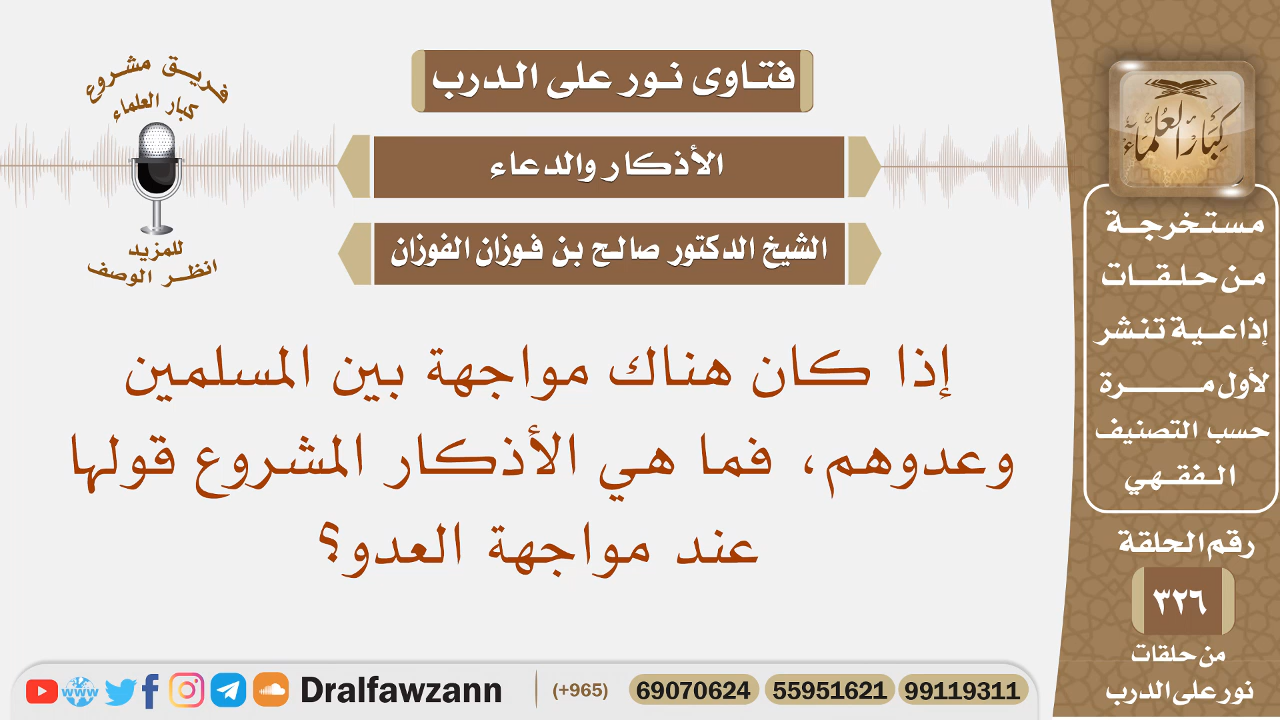 فتاوى نور على الدرب
الأذكار والدعاء
الشيخ الدكتور صالح بن فوزان الفوزان
فريق مشروع
كبار العلماء
للمزيد
انظر الوصف
إذا كان هناك مواجهة بين المسلمين
وعدوهم، فما هي الأذكار المشروع قولها
عند مواجهة العدو؟
كبار العلماء
مستخرجة
من حلقات
إذاعية تنشر
لأول مرة
حسب التصنيف
الفقهي
رقم الحلقة
٣٢٦
من حلقات
نور على الدرب
www Dralfawzann (+965) 69070624 55951621 99119311